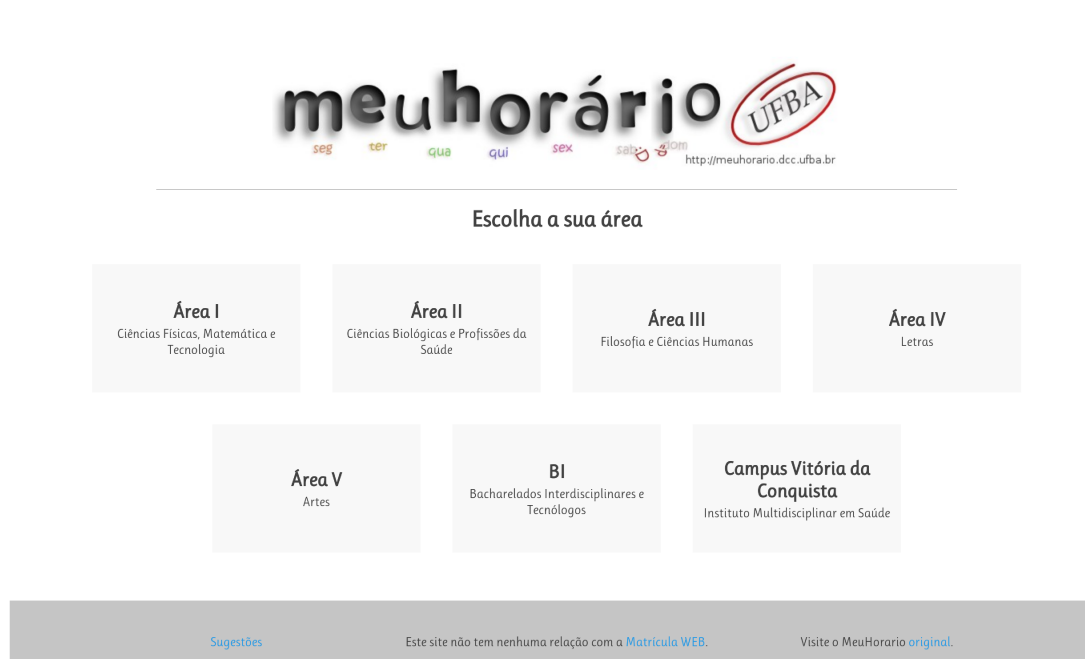 meuhorário UFBA
seg ter qua qui sex sab dom
http://meuhorario.dcc.ufba.br
Escolha a sua área
Área I
Ciências Físicas, Matemática e
Tecnologia
Área II
Ciências Biológicas e Profissões da
Saúde
Área III
Filosofia e Ciências Humanas
Área IV
Letras
Área V
Artes
BI
Bacharelados Interdisciplinares e
Tecnólogos
Campus Vitória da
Conquista
Instituto Multidisciplinar em Saúde
Sugestões
Este site não tem nenhuma relação com a Matrícula WEB.
Visite o MeuHorario original.